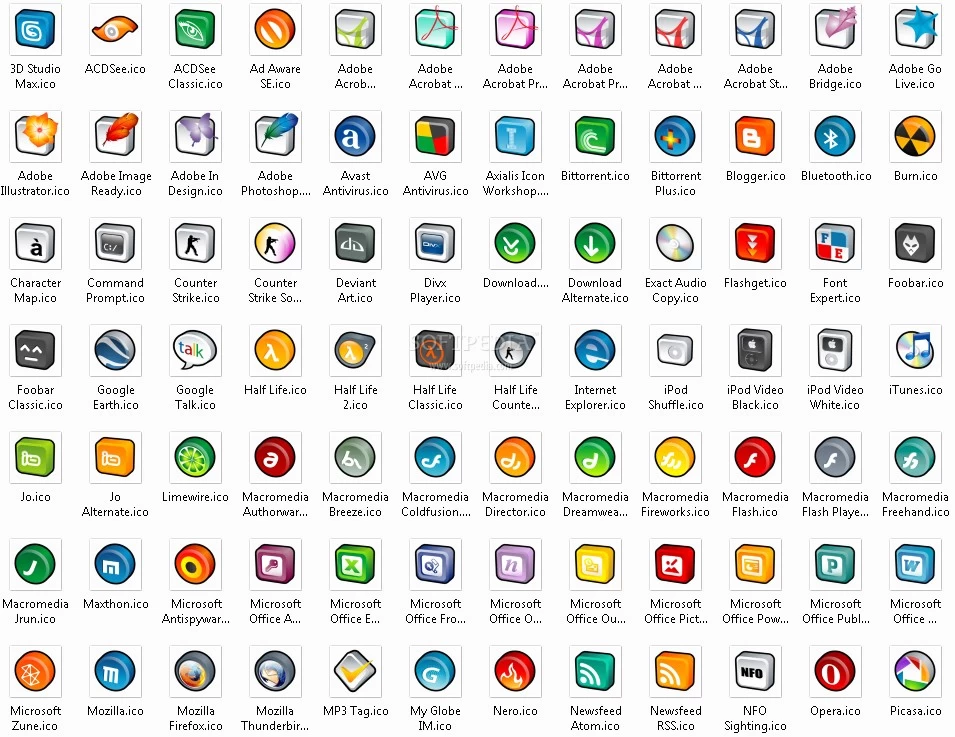 3D Studio
Max.ico
ACDSee.ico
ACDSee
Classic.ico
Ad Aware
SE.ico
Adobe
Acrob...
Adobe
Acrobat ...
Adobe
Acrobat Pr...
Adobe
Acrobat Pr...
Adobe
Acrobat ...
Adobe
Acrobat St...
Adobe
Bridge.ico
Adobe Go
Live.ico
a
I
B
Adobe
Illustrator.ico
Adobe Image
Ready.ico
Adobe In
Design.ico
Adobe
Photoshop....
Avast
Antivirus.ico
AVG
Antivirus.ico
Axialis Icon
Workshop....
Bittorrent.ico
Bittorrent
Plus.ico
Blogger.ico
Bluetooth.ico
Burn.ico
à
C:/
DIVX
F
E
Character
Map.ico
Command
Prompt.ico
Counter
Strike.ico
Counter
Strike So...
Deviant
Art.ico
Divx
Player.ico
Download....
Download
Alternate.ico
Exact Audio
Copy.ico
Flashget.ico
Font
Expert.ico
Foobar.ico
^^
talk
λ
λ2
λ
SOFTPEDIA
www.softpedia.com
e
Foobar
Classic.ico
Google
Earth.ico
Google
Talk.ico
Half Life.ico
Half Life
2.ico
Half Life
Classic.ico
Half Life
Counte...
Internet
Explorer.ico
iPod
Shuffle.ico
iPod Video
Black.ico
iPod Video
White.ico
iTunes.ico
Jo.ico
Jo
Alternate.ico
Limewire.ico
Macromedia
Authorwar...
Macromedia
Breeze.ico
Macromedia
Coldfusion....
Macromedia
Director.ico
Macromedia
Dreamwea...
Macromedia
Fireworks.ico
Macromedia
Flash.ico
Macromedia
Flash Playe...
Macromedia
Freehand.ico
m
X
n
P
W
Macromedia
Jrun.ico
Maxthon.ico
Microsoft
Antispywar...
Microsoft
Office A...
Microsoft
Office E...
Microsoft
Office Fro...
Microsoft
Office O...
Microsoft
Office Ou...
Microsoft
Office Pict...
Microsoft
Office Pow...
Microsoft
Office Publ...
Microsoft
Office ...
m
G
NFO
O
Microsoft
Zune.ico
Mozilla.ico
Mozilla
Firefox.ico
Mozilla
Thunderbir...
MP3 Tag.ico
My Globe
IM.ico
Nero.ico
Newsfeed
Atom.ico
Newsfeed
RSS.ico
NFO
Sighting.ico
Opera.ico
Picasa.ico